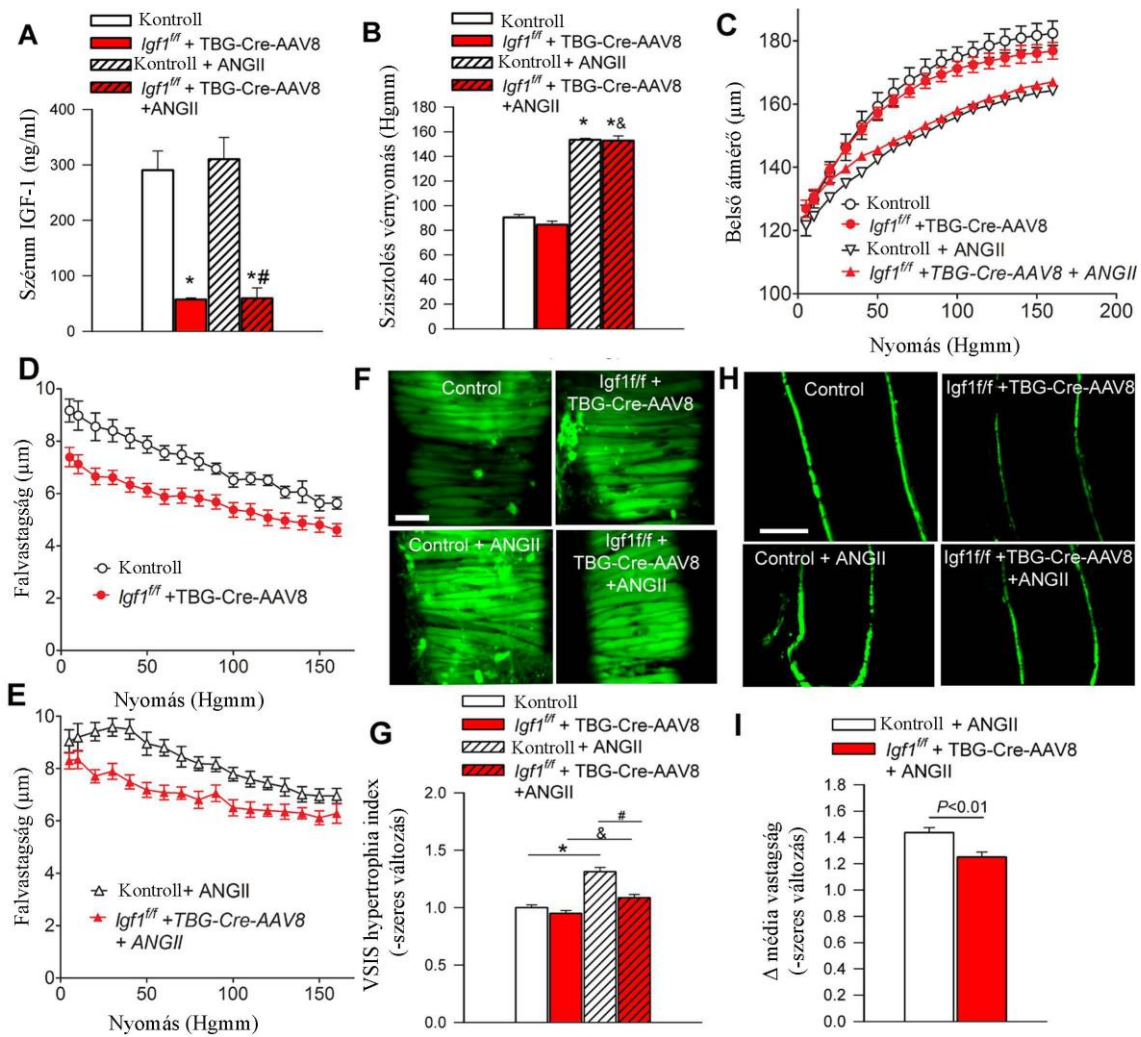 A
Kontroll
Igf1f/f + TBG-Cre-AAV8
Kontroll + ANGII
Igf1f/f + TBG-Cre-AAV8
+ANGII
Szérum IGF-1 (ng/ml)
400
300
200
100
0
*
*#
B
Kontroll
Igf1f/f + TBG-Cre-AAV8
Kontroll + ANGII
Igf1f/f + TBG-Cre-AAV8
+ANGII
Szisztolés vérnyomás (Hgmm)
180
160
140
120
100
80
60
40
20
0
*
*&
C
Belső átmérő (µm)
180
160
140
120
100
Kontroll
Igf1f/f +TBG-Cre-AAV8
Kontroll + ANGII
Igf1f/f +TBG-Cre-AAV8 + ANGII
0 50 100 150 200
Nyomás (Hgmm)
D
Falvastagság (µm)
10
8
6
4
2
0
Kontroll
Igf1f/f +TBG-Cre-AAV8
0 50 100 150
Nyomás (Hgmm)
E
Falvastagság (µm)
10
8
6
4
2
0
Kontroll+ ANGII
Igf1f/f +TBG-Cre-AAV8
+ ANGII
0 50 100 150
Nyomás (Hgmm)
F
Control
Igf1f/f +
TBG-Cre-AAV8
Control + ANGII
Igf1f/f +
TBG-Cre-AAV8
+ANGII
G
Kontroll
Igf1f/f + TBG-Cre-AAV8
Kontroll + ANGII
Igf1f/f + TBG-Cre-AAV8
+ANGII
VSIS hypertrophia index
(-szeres változás)
2.0
1.5
1.0
0.5
0.0
*
&
#
H
Control
Igf1f/f +TBG-Cre-AAV8
Control + ANGII
Igf1f/f +TBG-Cre-AAV8
+ANGII
I
Kontroll + ANGII
Igf1f/f + TBG-Cre-AAV8
+ ANGII
Δ média vastagság
(-szeres változás)
1.8
1.6
1.4
1.2
1.0
0.8
0.6
0.4
0.2
0.0
P<0.01